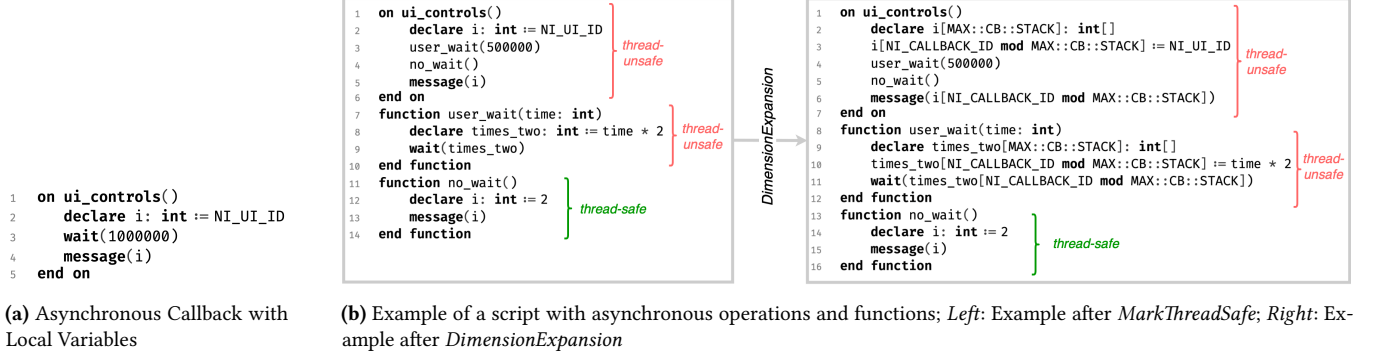 1 on ui_controls()
2 declare i: int := NI_UI_ID
3 wait(1000000)
4 message(i)
5 end on
(a) Asynchronous Callback with
Local Variables
1 on ui_controls()
2 declare i: int := NI_UI_ID
3 user_wait(500000)
4 no_wait()
5 message(i)
6 end on
thread-
unsafe
7 function user_wait(time: int)
8 declare times_two: int := time * 2
9 wait(times_two)
10 end function
thread-
unsafe
11 function no_wait()
12 declare i: int := 2
13 message(i)
14 end function
thread-safe
DimensionExpansion
1 on ui_controls()
2 declare i[MAX::CB::STACK]: int[]
3 i[NI_CALLBACK_ID mod MAX::CB::STACK] := NI_UI_ID
4 user_wait(500000)
5 no_wait()
6 message(i[NI_CALLBACK_ID mod MAX::CB::STACK])
7 end on
thread-
unsafe
8 function user_wait(time: int)
9 declare times_two[MAX::CB::STACK]: int[]
10 times_two[NI_CALLBACK_ID mod MAX::CB::STACK] := time * 2
11 wait(times_two[NI_CALLBACK_ID mod MAX::CB::STACK])
12 end function
thread-
unsafe
13 function no_wait()
14 declare i: int := 2
15 message(i)
16 end function
thread-safe
(b) Example of a script with asynchronous operations and functions; Left: Example after MarkThreadSafe; Right: Ex-
ample after DimensionExpansion